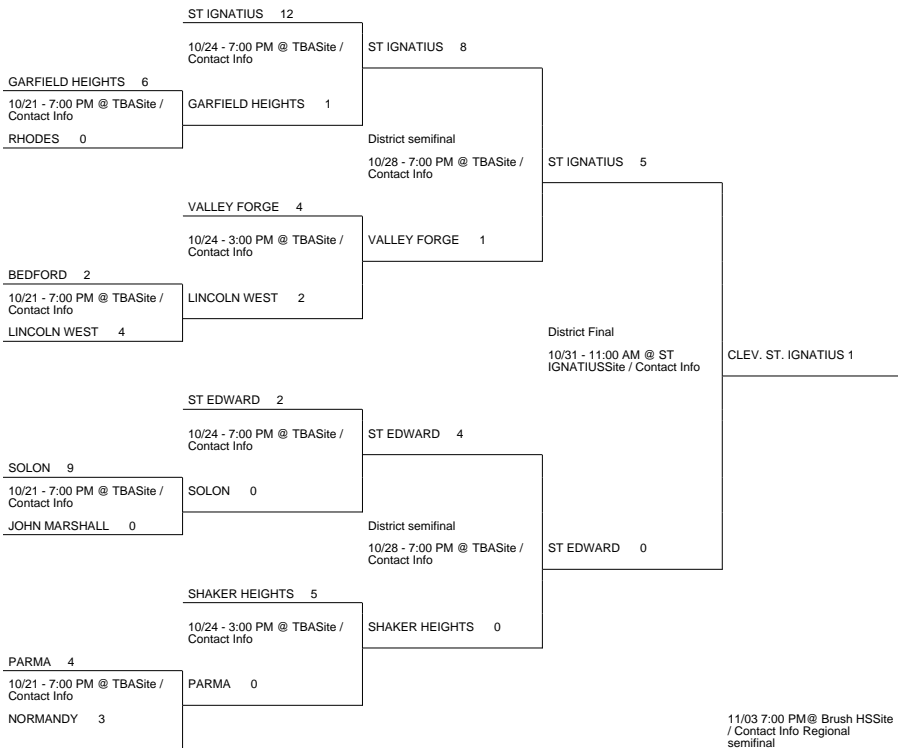 ST IGNATIUS 12
10/24 - 7:00 PM @ TBASite /
Contact Info
ST IGNATIUS 8
GARFIELD HEIGHTS 6
10/21 - 7:00 PM @ TBASite /
Contact Info
GARFIELD HEIGHTS 1
RHODES 0
District semifinal
10/28 - 7:00 PM @ TBASite /
Contact Info
ST IGNATIUS 5
VALLEY FORGE 4
10/24 - 3:00 PM @ TBASite /
Contact Info
VALLEY FORGE 1
BEDFORD 2
10/21 - 7:00 PM @ TBASite /
Contact Info
LINCOLN WEST 2
LINCOLN WEST 4
District Final
10/31 - 11:00 AM @ ST
IGNATIUSSite / Contact Info
CLEV. ST. IGNATIUS 1
ST EDWARD 2
10/24 - 7:00 PM @ TBASite /
Contact Info
ST EDWARD 4
SOLON 9
10/21 - 7:00 PM @ TBASite /
Contact Info
SOLON 0
JOHN MARSHALL 0
District semifinal
10/28 - 7:00 PM @ TBASite /
Contact Info
ST EDWARD 0
SHAKER HEIGHTS 5
10/24 - 3:00 PM @ TBASite /
Contact Info
SHAKER HEIGHTS 0
PARMA 4
10/21 - 7:00 PM @ TBASite /
Contact Info
PARMA 0
NORMANDY 3
11/03 7:00 PM@ Brush HSSite
/ Contact Info Regional
semifinal